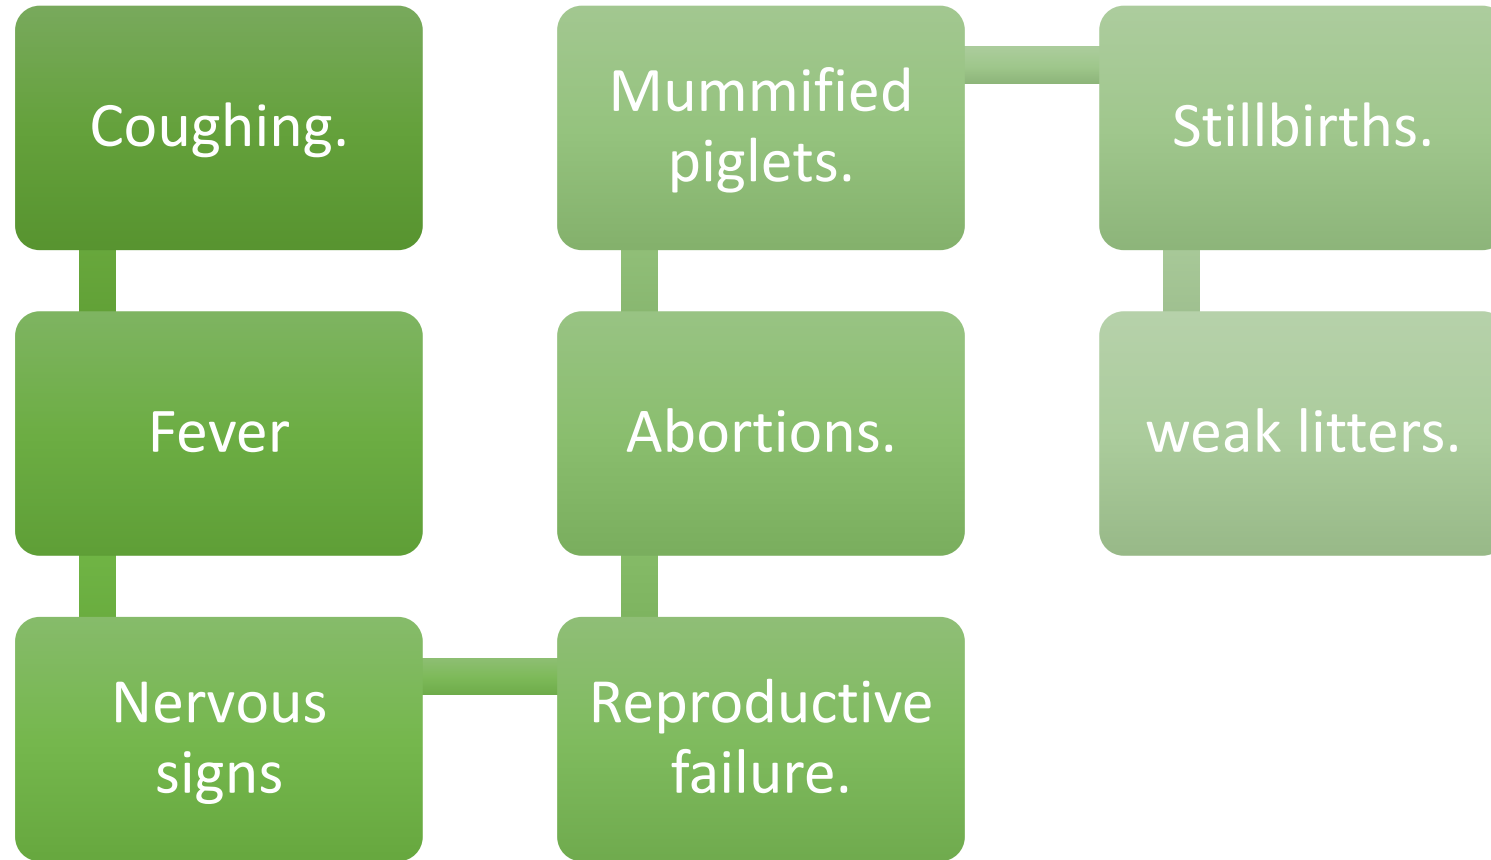 Coughing.
Fever
Nervous
signs
Reproductive
failure.
Abortions.
Mummified
piglets.
Stillbirths.
weak litters.